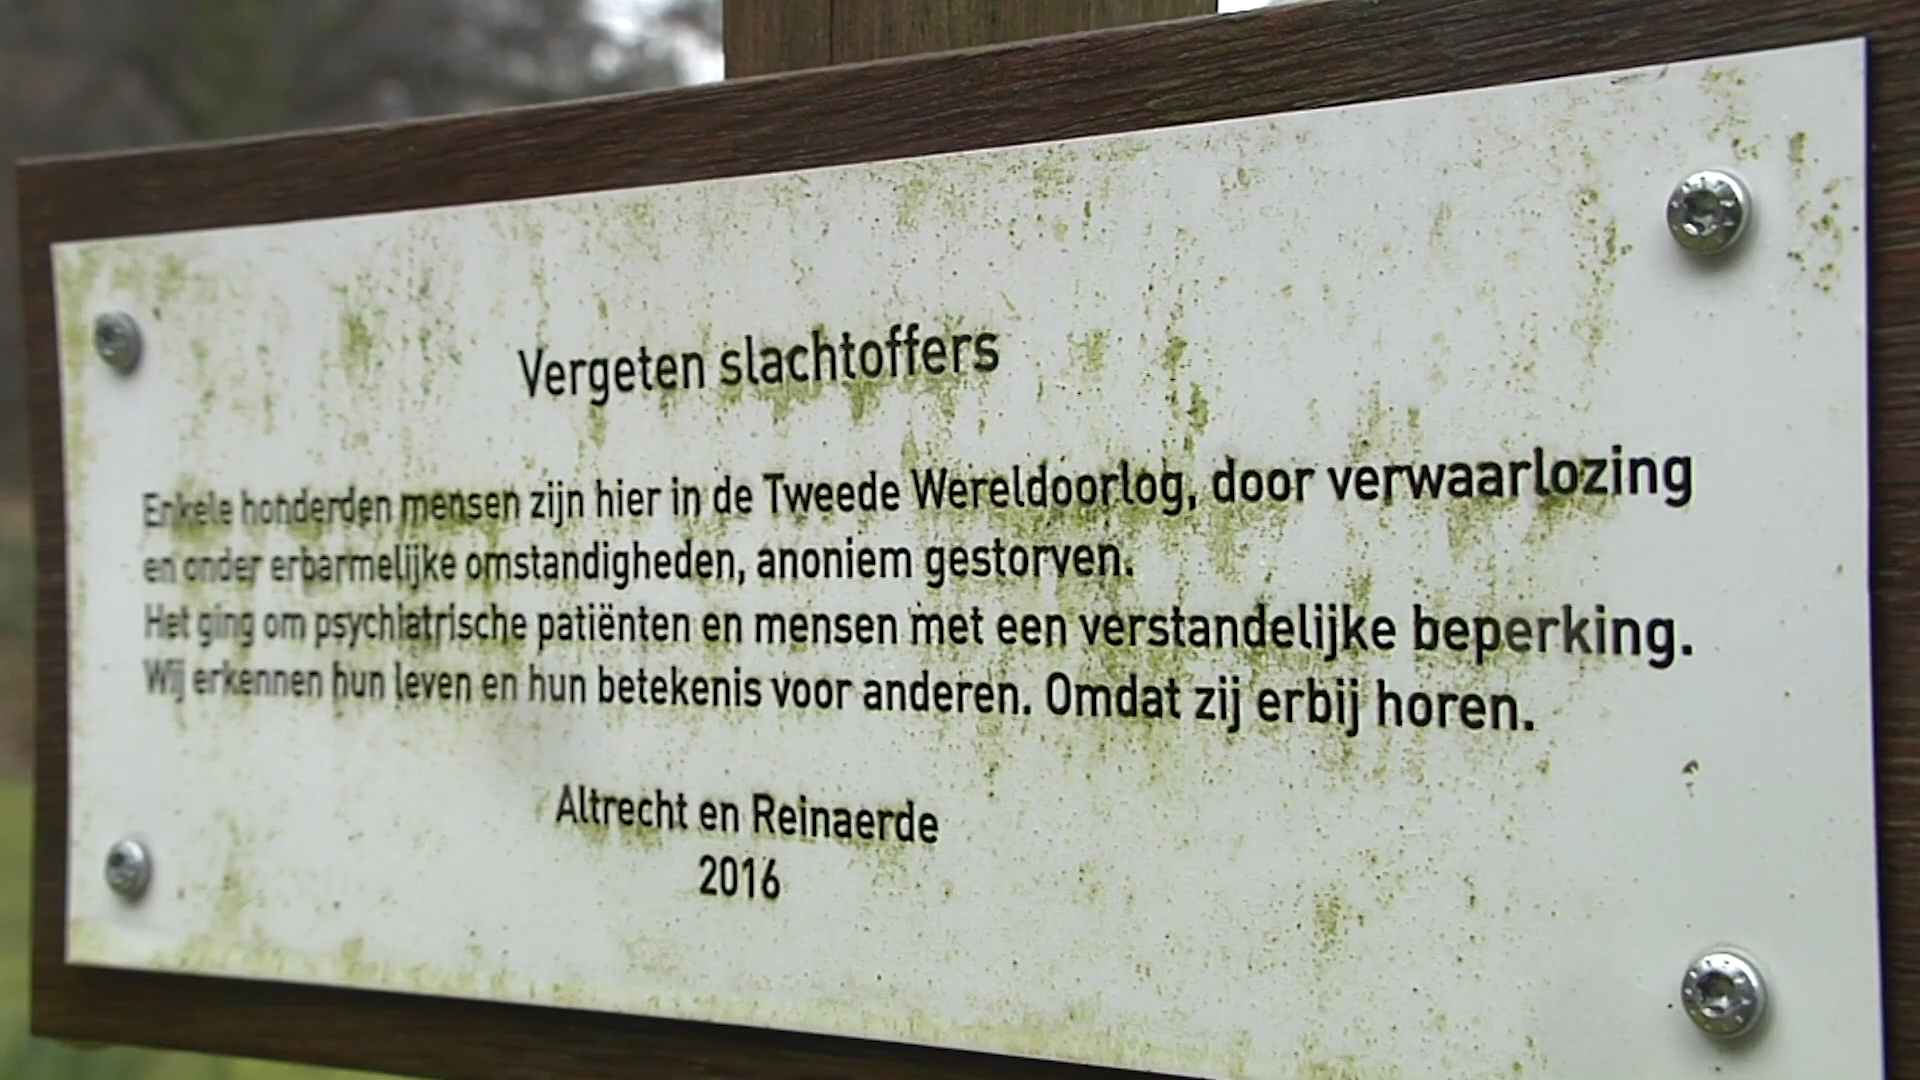 Vergeten slachtoffers
Enkele honderden mensen zijn hier in de Tweede Wereldoorlog, door verwaarlozing
en onder erbarmelijke omstandigheden, anoniem gestorven.
Het ging om psychiatrische patiënten en mensen met een verstandelijke beperking.
Wij erkennen hun leven en hun betekenis voor anderen. Omdat zij erbij horen.
Altrecht en Reinaerde
2016